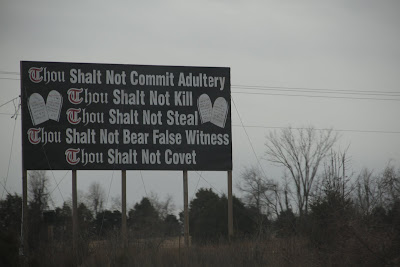 Thou Shalt Not Commit Adultery
Thou Shalt Not Kill
Thou Shalt Not Steal
Thou Shalt Not Bear False Witness
Thou Shalt Not Covet